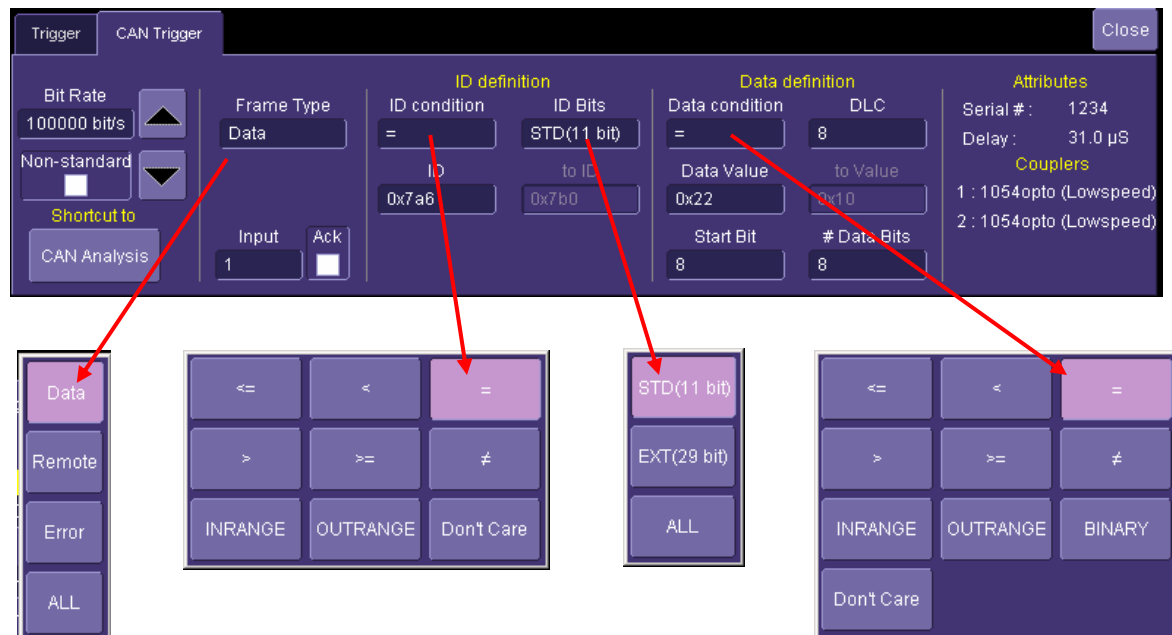 Trigger
CAN Trigger
Close
Bit Rate
100000 bit/s
Non-standard
Shortcut to
CAN Analysis
Frame Type
Data
Input
Ack
1
ID definition
ID condition
ID Bits
=
STD(11 bit)
ID
to ID
0x7a6
0x7b0
Data definition
Data condition
DLC
=
8
Data Value
to Value
0x22
0x10
Start Bit
# Data Bits
8
8
Attributes
Serial # : 1234
Delay : 31.0 µS
Couplers
1 : 1054opto (Lowspeed)
2 : 1054opto (Lowspeed)
Data
Remote
Error
ALL
<= < =
> >= ≠
INRANGE OUTRANGE Don't Care
STD(11 bit)
EXT(29 bit)
ALL
<= < =
> >= ≠
INRANGE OUTRANGE BINARY
Don't Care